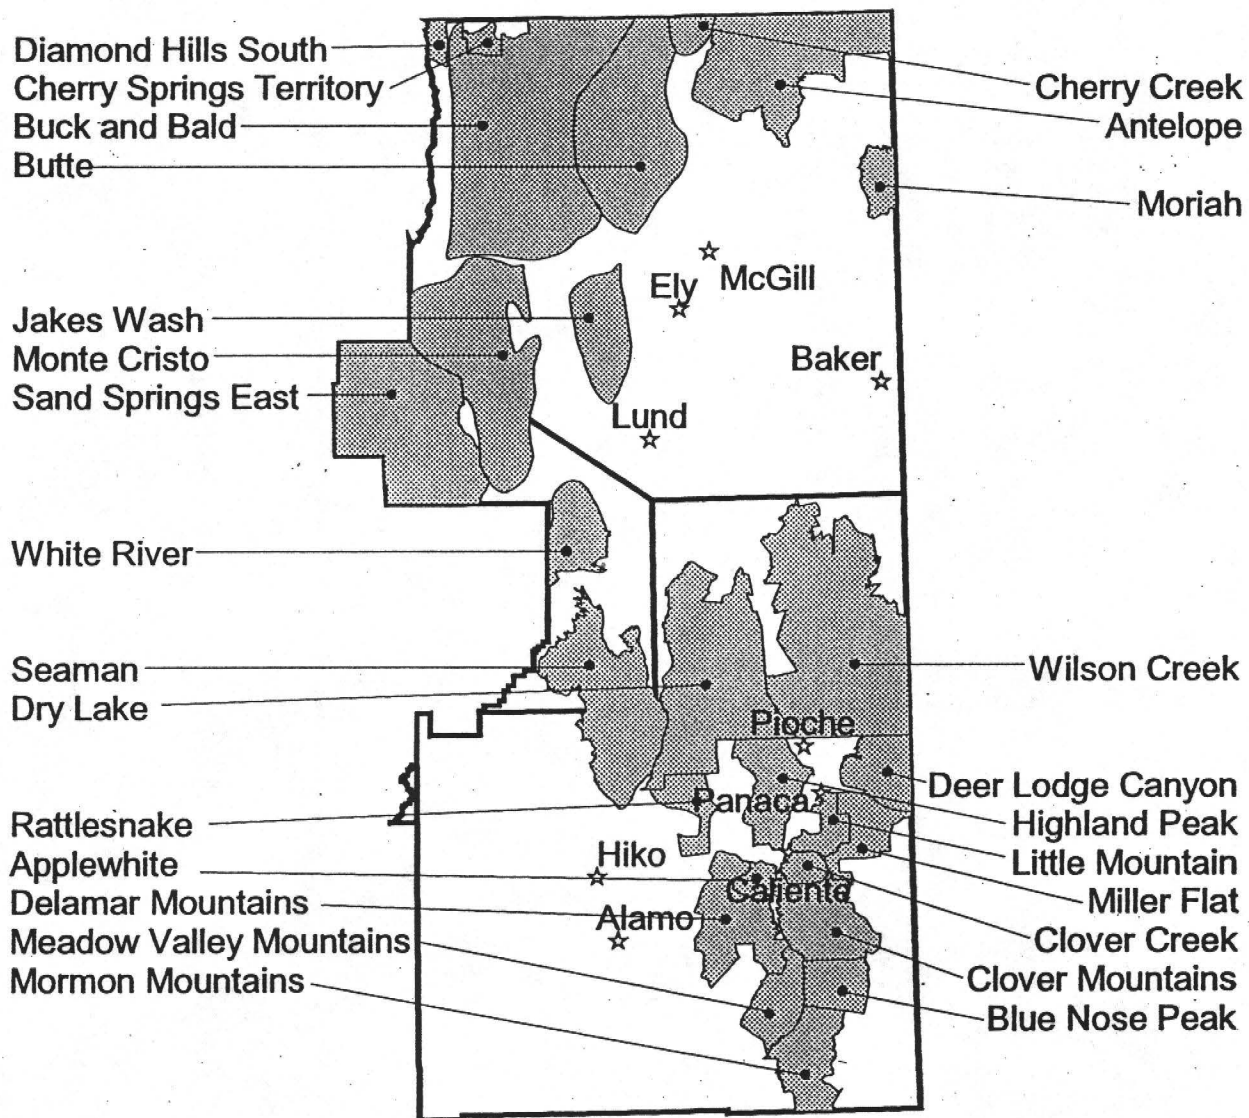 Diamond Hills South
Cherry Springs Territory
Buck and Bald
Butte
Cherry Creek
Antelope
Moriah
McGill
Ely
Jakes Wash
Monte Cristo
Sand Springs East
Baker
Lund
White River
Seaman
Dry Lake
Wilson Creek
Pioche
Deer Lodge Canyon
Panaca
Highland Peak
Rattlesnake
Little Mountain
Applewhite
Hiko
Caliente
Miller Flat
Delamar Mountains
Alamo
Clover Creek
Meadow Valley Mountains
Clover Mountains
Mormon Mountains
Blue Nose Peak